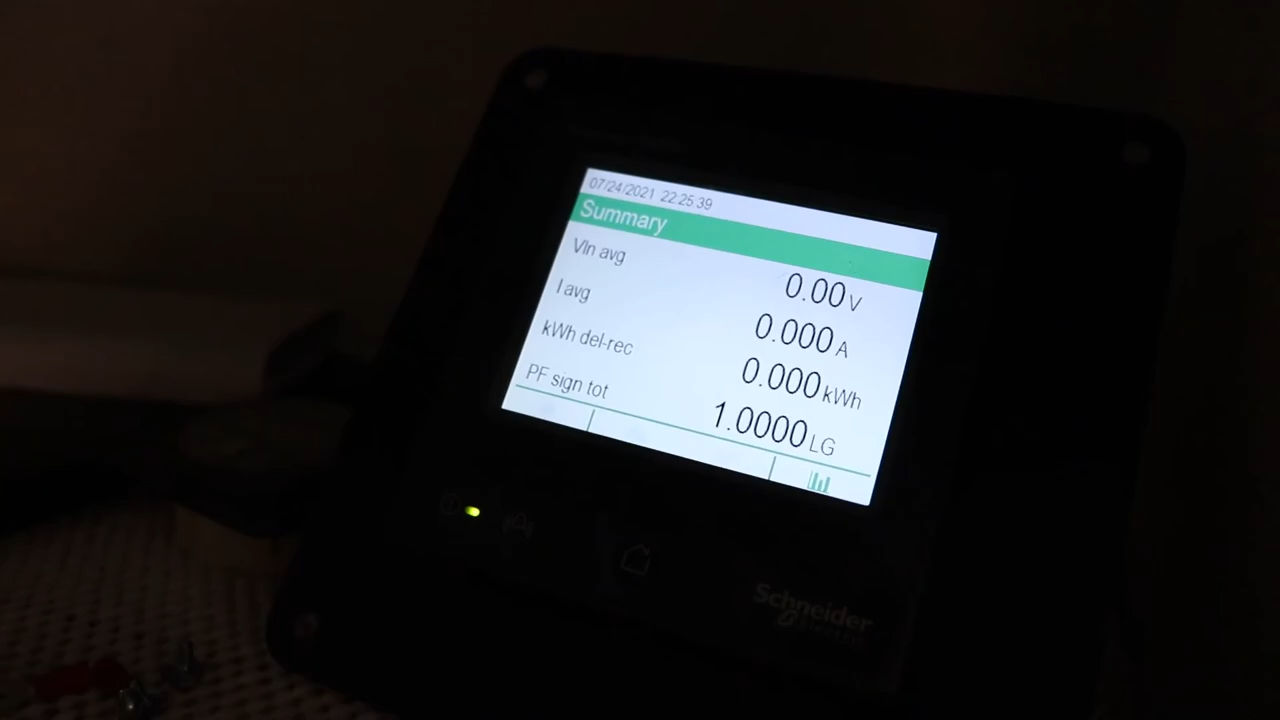 07/24/2021 22:25:39
Summary
Vln avg 0.00 V
I avg 0.000 A
kWh del-rec 0.000 kWh
PF sign tot 1.0000 LG
Schneider